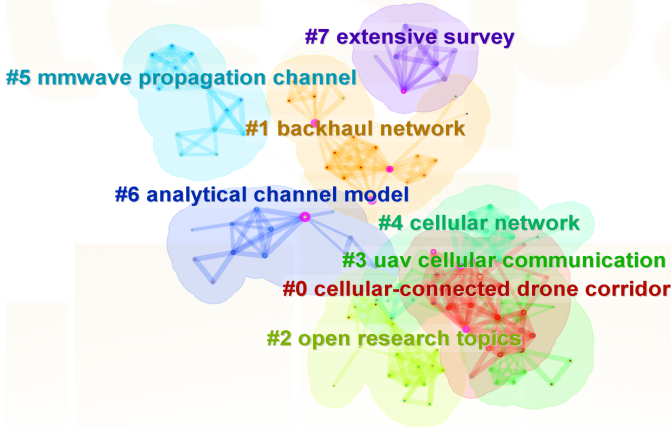 #7 extensive survey
#5 mmwave propagation channel
#1 backhaul network
#6 analytical channel model
#4 cellular network
#3 uav cellular communication
#0 cellular-connected drone corridor
#2 open research topics